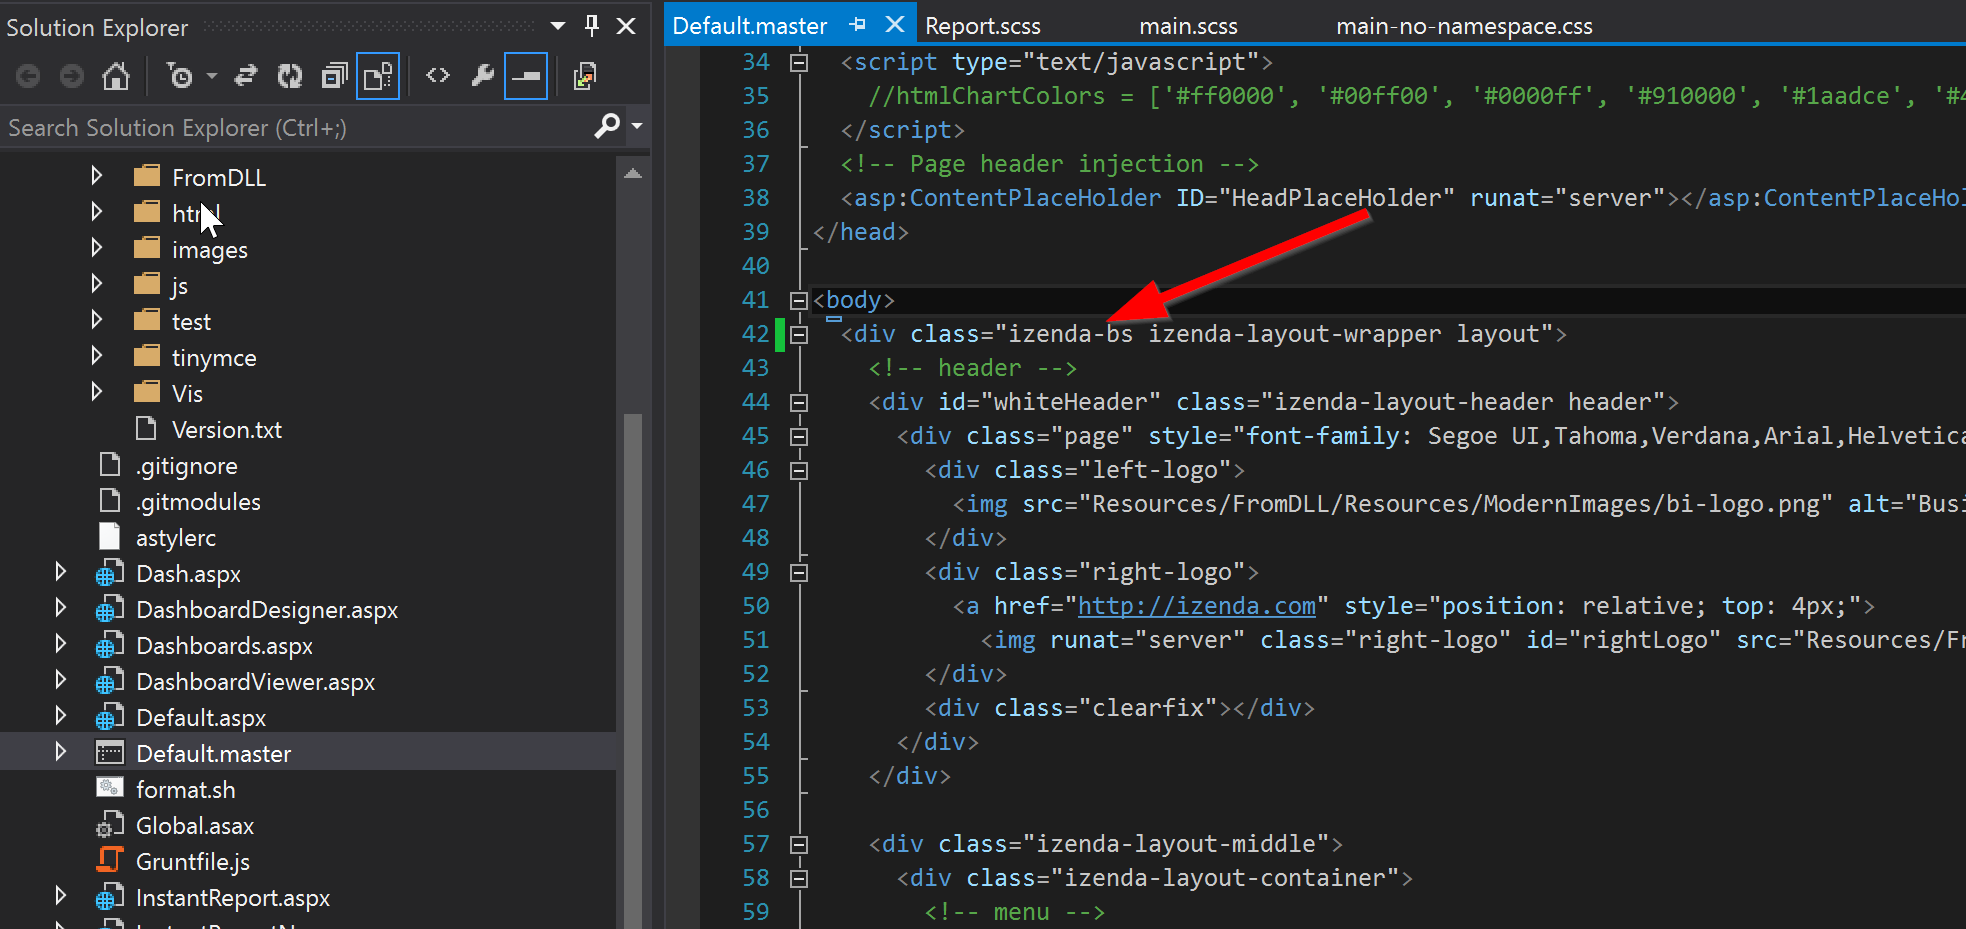 Solution Explorer
Search Solution Explorer (Ctrl+;)
FromDLL
html
images
js
test
tinymce
Vis
Version.txt
.gitignore
.gitmodules
astylerc
Dash.aspx
DashboardDesigner.aspx
Dashboards.aspx
DashboardViewer.aspx
Default.aspx
Default.master
format.sh
Global.asax
Gruntfile.js
InstantReport.aspx
Default.master Report.scss main.scss main-no-namespace.css
34 <script type="text/javascript">
35 //htmlChartColors = ['#ff0000', '#00ff00', '#0000ff', '#910000', '#1aadce', '#4
36 </script>
37 <!-- Page header injection -->
38 <asp:ContentPlaceHolder ID="HeadPlaceHolder" runat="server"></asp:ContentPlaceHol
39 </head>
40
41 <body>
42 <div class="izenda-bs izenda-layout-wrapper layout">
43 <!-- header -->
44 <div id="whiteHeader" class="izenda-layout-header header">
45 <div class="page" style="font-family: Segoe UI,Tahoma,Verdana,Arial,Helvetica
46 <div class="left-logo">
47 <img src="Resources/FromDLL/Resources/ModernImages/bi-logo.png" alt="Busi
48 </div>
49 <div class="right-logo">
50 <a href="http://izenda.com" style="position: relative; top: 4px;">
51 <img runat="server" class="right-logo" id="rightLogo" src="Resources/Fr
52 </div>
53 <div class="clearfix"></div>
54 </div>
55 </div>
56
57 <div class="izenda-layout-middle">
58 <div class="izenda-layout-container">
59 <!-- menu -->